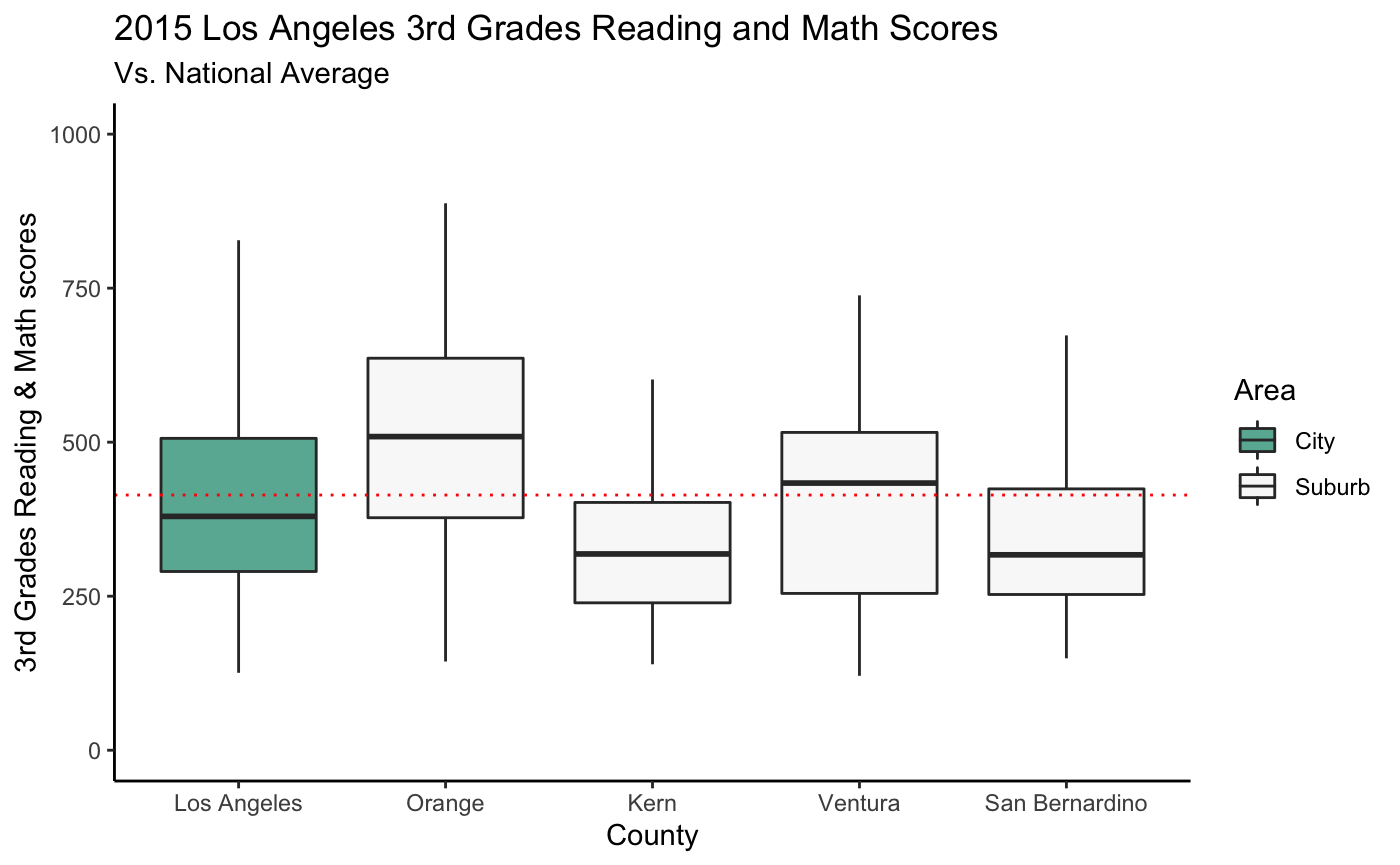 2015 Los Angeles 3rd Grades Reading and Math Scores
Vs. National Average
3rd Grades Reading & Math scores
1000
750
500
250
0
Los Angeles
Orange
Kern
Ventura
San Bernardino
County
Area
City
Suburb